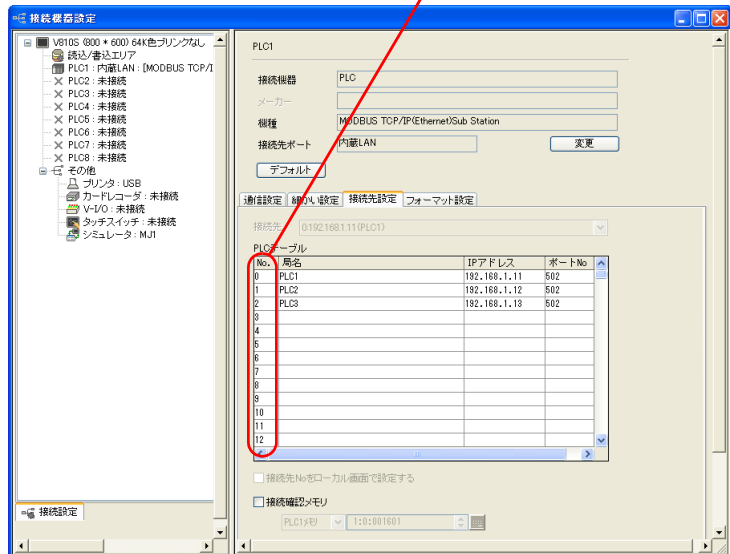 接続機器設定
V810S (800 * 600) 64K色ブリンクなし
読込/書込エリア
PLC1 : 内蔵LAN : [MODBUS TCP/I
PLC2 : 未接続
PLC3 : 未接続
PLC4 : 未接続
PLC5 : 未接続
PLC6 : 未接続
PLC7 : 未接続
PLC8 : 未接続
その他
プリンタ : USB
カードレコーダ : 未接続
V-I/O : 未接続
タッチスイッチ : 未接続
シミュレータ : MJ1
接続設定
PLC1
接続機器 PLC
メーカー
機種 MODBUS TCP/IP(Ethernet)Sub Station
接続先ポート 内蔵LAN 変更
デフォルト
通信設定 細かい設定 接続先設定 フォーマット設定
接続先 0:192.168.1.11(PLC1)
PLCテーブル
No. 局名 IPアドレス ポートNo
0 PLC1 192.168.1.11 502
1 PLC2 192.168.1.12 502
2 PLC3 192.168.1.13 502
3
4
5
6
7
8
9
10
11
12
接続先Noをローカル画面で設定する
接続確認メモリ
PLC1メモリ 1:0:001601